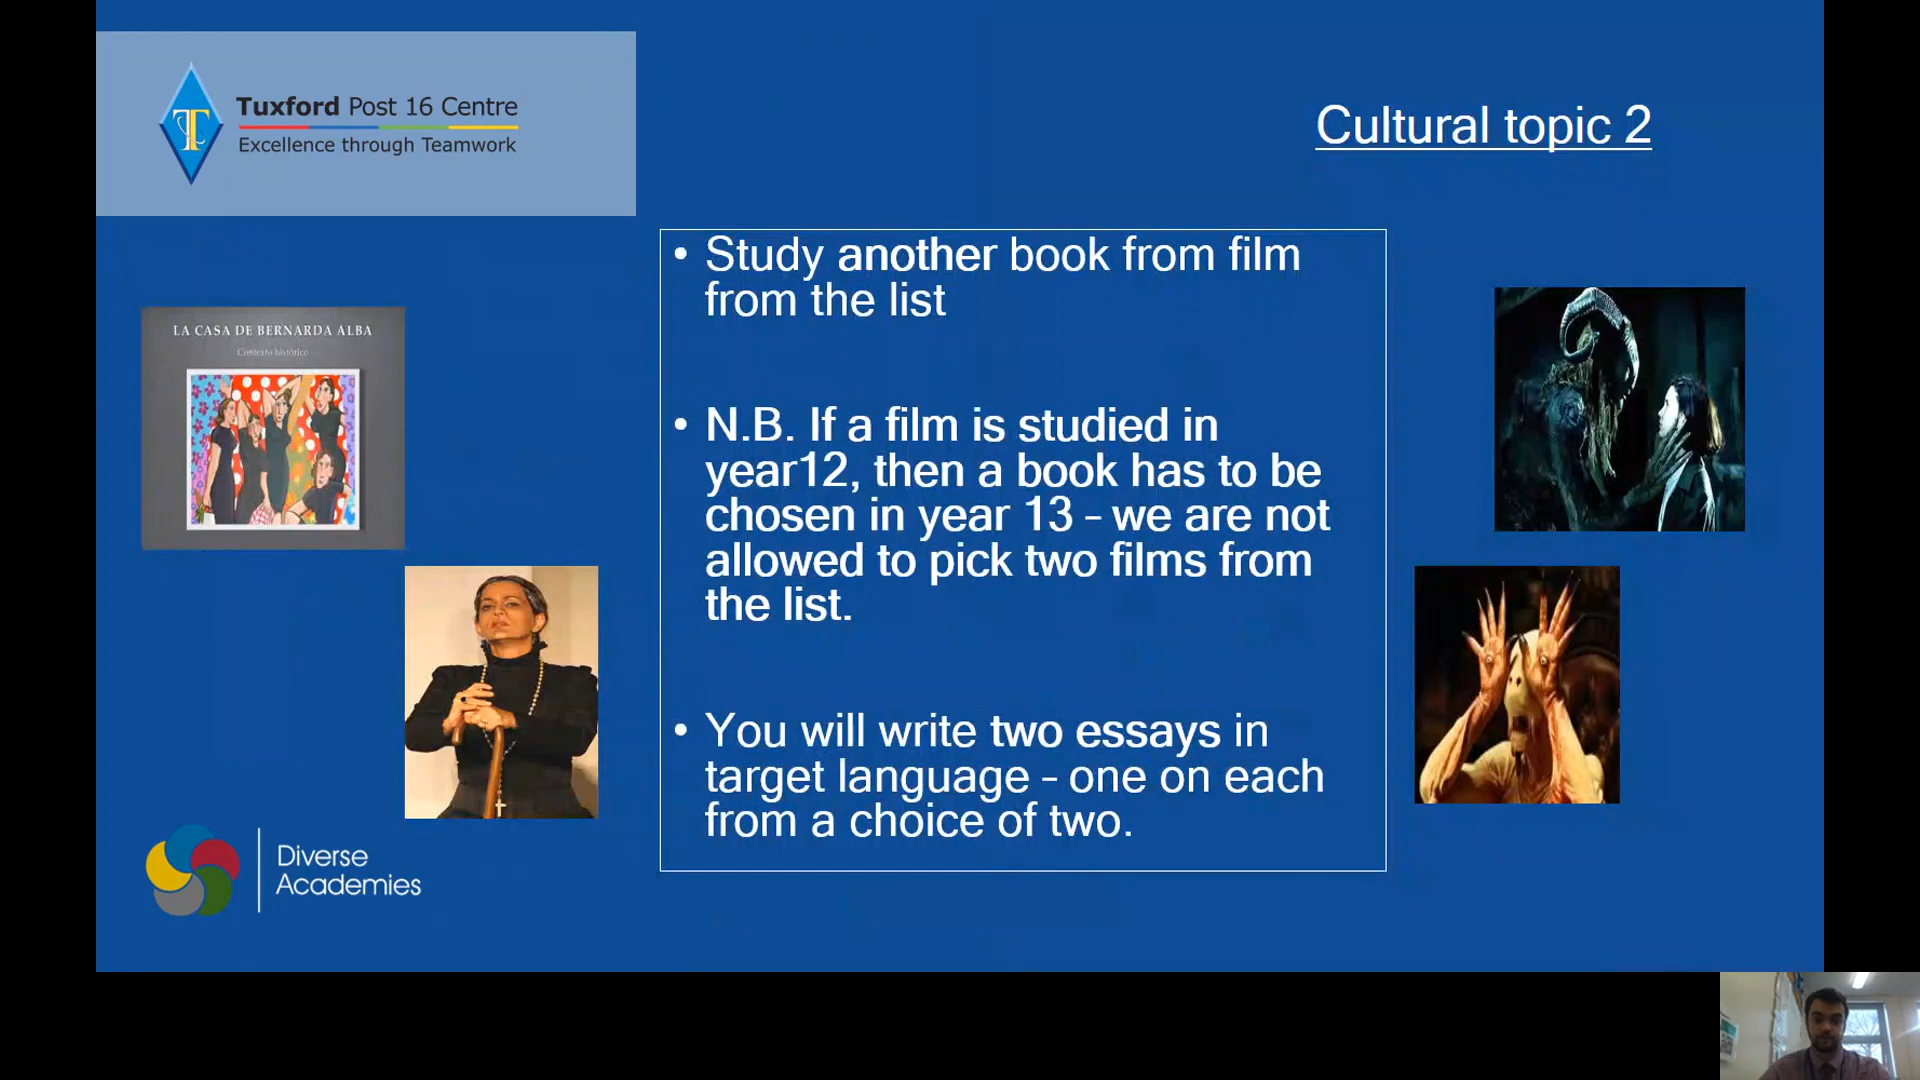 Tuxford Post 16 Centre
Excellence through Teamwork
Cultural topic 2
• Study another book from film
from the list
• N.B. If a film is studied in
year12, then a book has to be
chosen in year 13 – we are not
allowed to pick two films from
the list.
• You will write two essays in
target language – one on each
from a choice of two.
LA CASA DE BERNARDA ALBA
Contexto histórico
Diverse
Academies